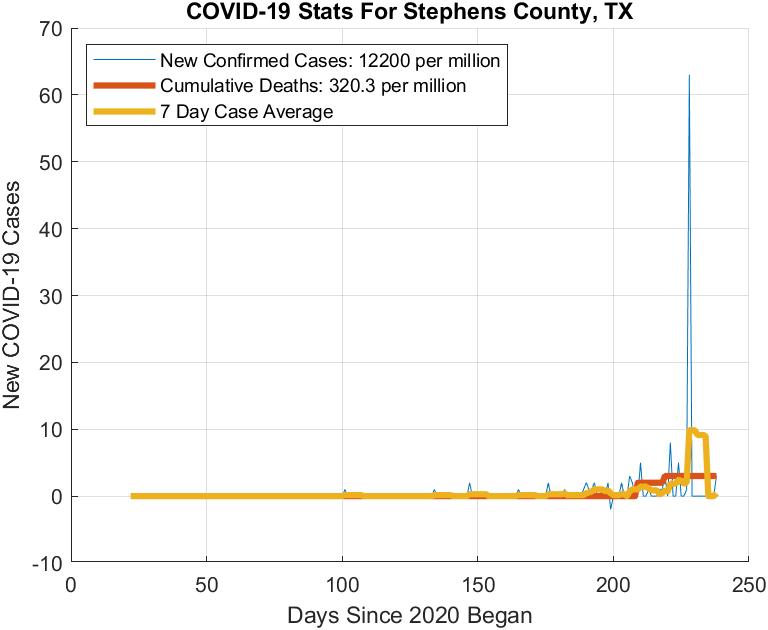 COVID-19 Stats For Stephens County, TX
70
60
50
40
30
20
10
0
-10
New COVID-19 Cases
New Confirmed Cases: 12200 per million
Cumulative Deaths: 320.3 per million
7 Day Case Average
0 50 100 150 200 250
Days Since 2020 Began